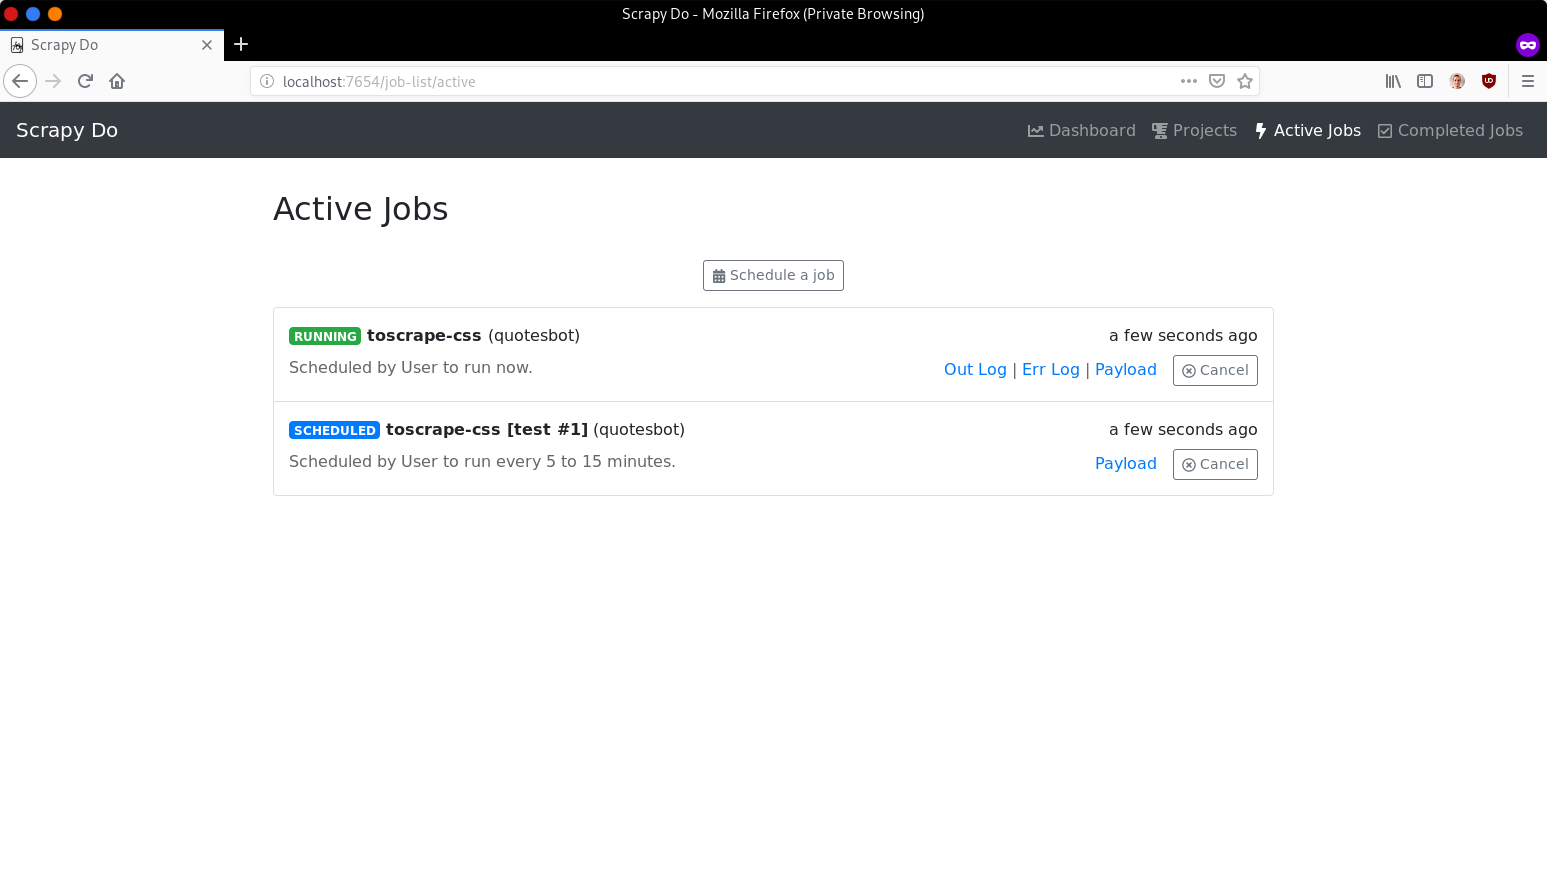 Scrapy Do - Mozilla Firefox (Private Browsing)
Scrapy Do
localhost:7654/job-list/active
Scrapy Do
Dashboard
Projects
Active Jobs
Completed Jobs
Active Jobs
Schedule a job
RUNNING toscrape-css (quotesbot)
a few seconds ago
Scheduled by User to run now.
Out Log | Err Log | Payload
Cancel
SCHEDULED toscrape-css [test #1] (quotesbot)
a few seconds ago
Scheduled by User to run every 5 to 15 minutes.
Payload
Cancel